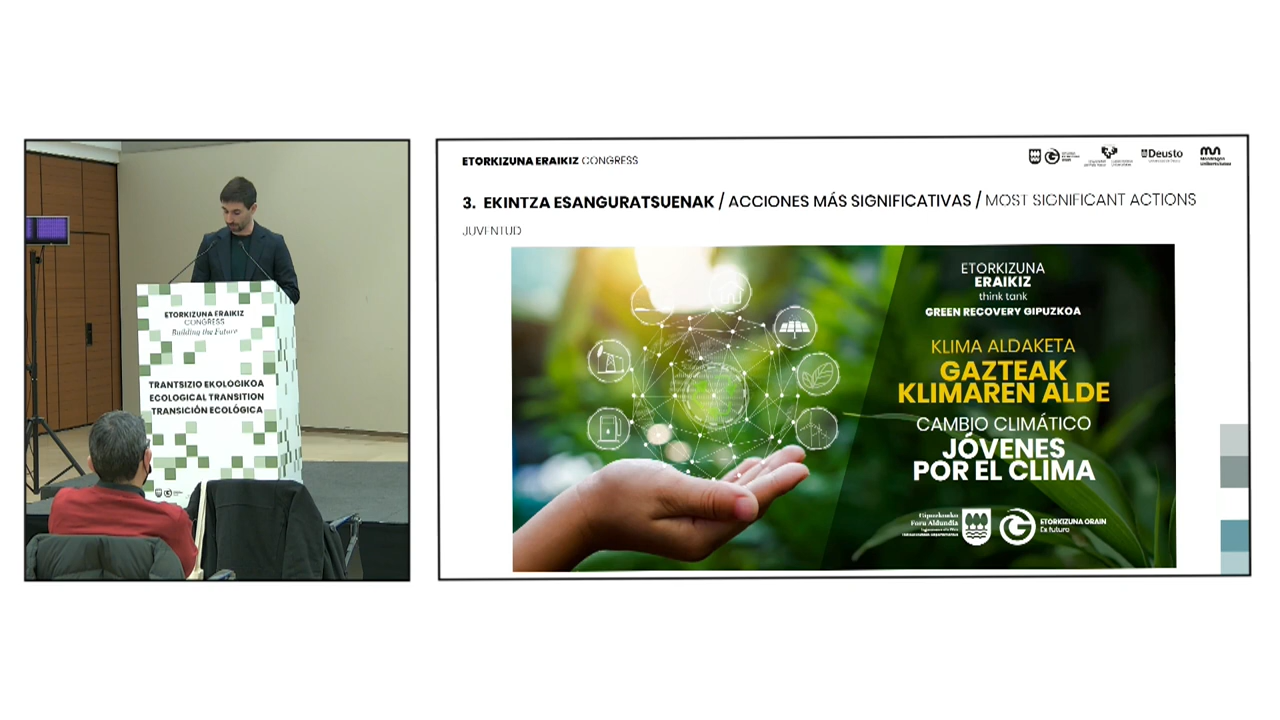 ETORKIZUNA ERAIKIZ
CONGRESS
Building the Future
TRANTSIZIO EKOLOGIKOA
ECOLOGICAL TRANSITION
TRANSICIÓN ECOLÓGICA
ETORKIZUNA ERAIKIZ CONGRESS
Deusto
3. EKINTZA ESANGURATSUENAK / ACCIONES MÁS SIGNIFICATIVAS / MOST SIGNIFICANT ACTIONS
JUVENTUD
ETORKIZUNA
ERAIKIZ
think tank
GREEN RECOVERY GIPUZKOA
KLIMA ALDAKETA
GAZTEAK
KLIMAREN ALDE
CAMBIO CLIMÁTICO
JÓVENES
POR EL CLIMA
Gipuzkoako
Foru Aldundia
ETORKIZUNA ORAIN
Es futuro